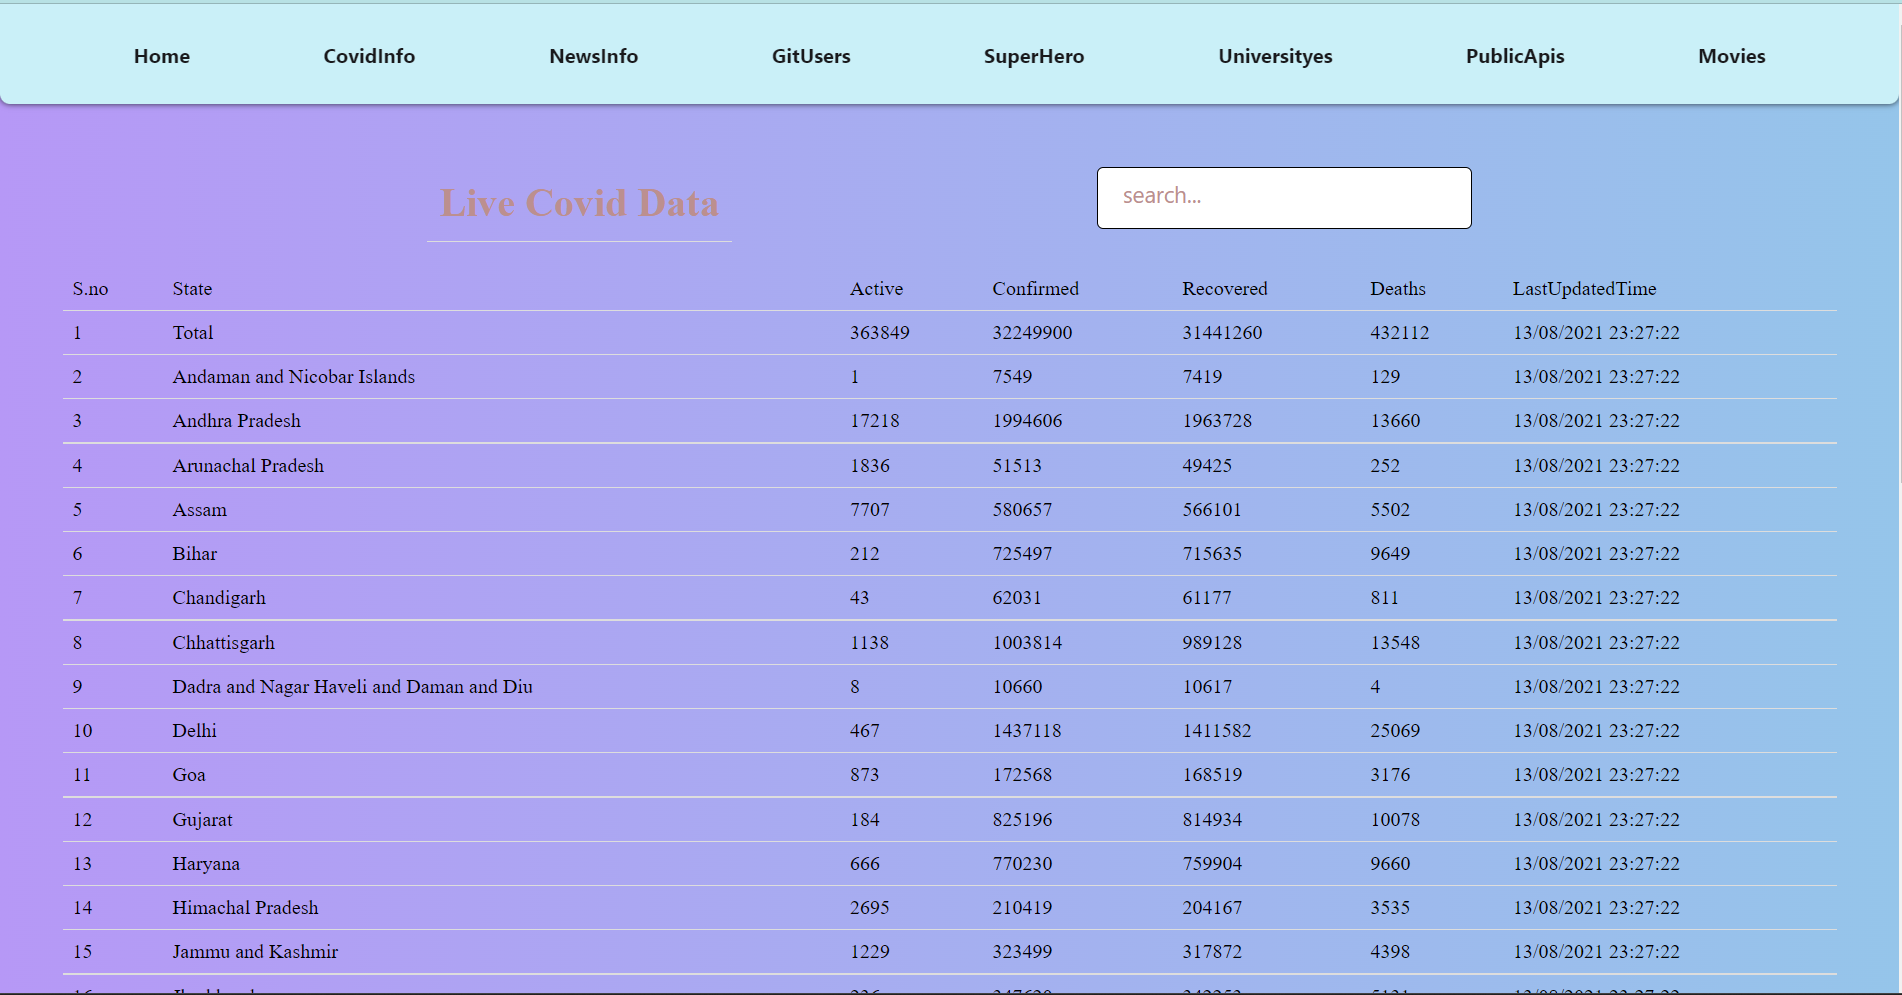 Home CovidInfo NewsInfo GitUsers SuperHero Universityes PublicApis Movies
Live Covid Data
search...
S.no State Active Confirmed Recovered Deaths LastUpdatedTime
1 Total 363849 32249900 31441260 432112 13/08/2021 23:27:22
2 Andaman and Nicobar Islands 1 7549 7419 129 13/08/2021 23:27:22
3 Andhra Pradesh 17218 1994606 1963728 13660 13/08/2021 23:27:22
4 Arunachal Pradesh 1836 51513 49425 252 13/08/2021 23:27:22
5 Assam 7707 580657 566101 5502 13/08/2021 23:27:22
6 Bihar 212 725497 715635 9649 13/08/2021 23:27:22
7 Chandigarh 43 62031 61177 811 13/08/2021 23:27:22
8 Chhattisgarh 1138 1003814 989128 13548 13/08/2021 23:27:22
9 Dadra and Nagar Haveli and Daman and Diu 8 10660 10617 4 13/08/2021 23:27:22
10 Delhi 467 1437118 1411582 25069 13/08/2021 23:27:22
11 Goa 873 172568 168519 3176 13/08/2021 23:27:22
12 Gujarat 184 825196 814934 10078 13/08/2021 23:27:22
13 Haryana 666 770230 759904 9660 13/08/2021 23:27:22
14 Himachal Pradesh 2695 210419 204167 3535 13/08/2021 23:27:22
15 Jammu and Kashmir 1229 323499 317872 4398 13/08/2021 23:27:22